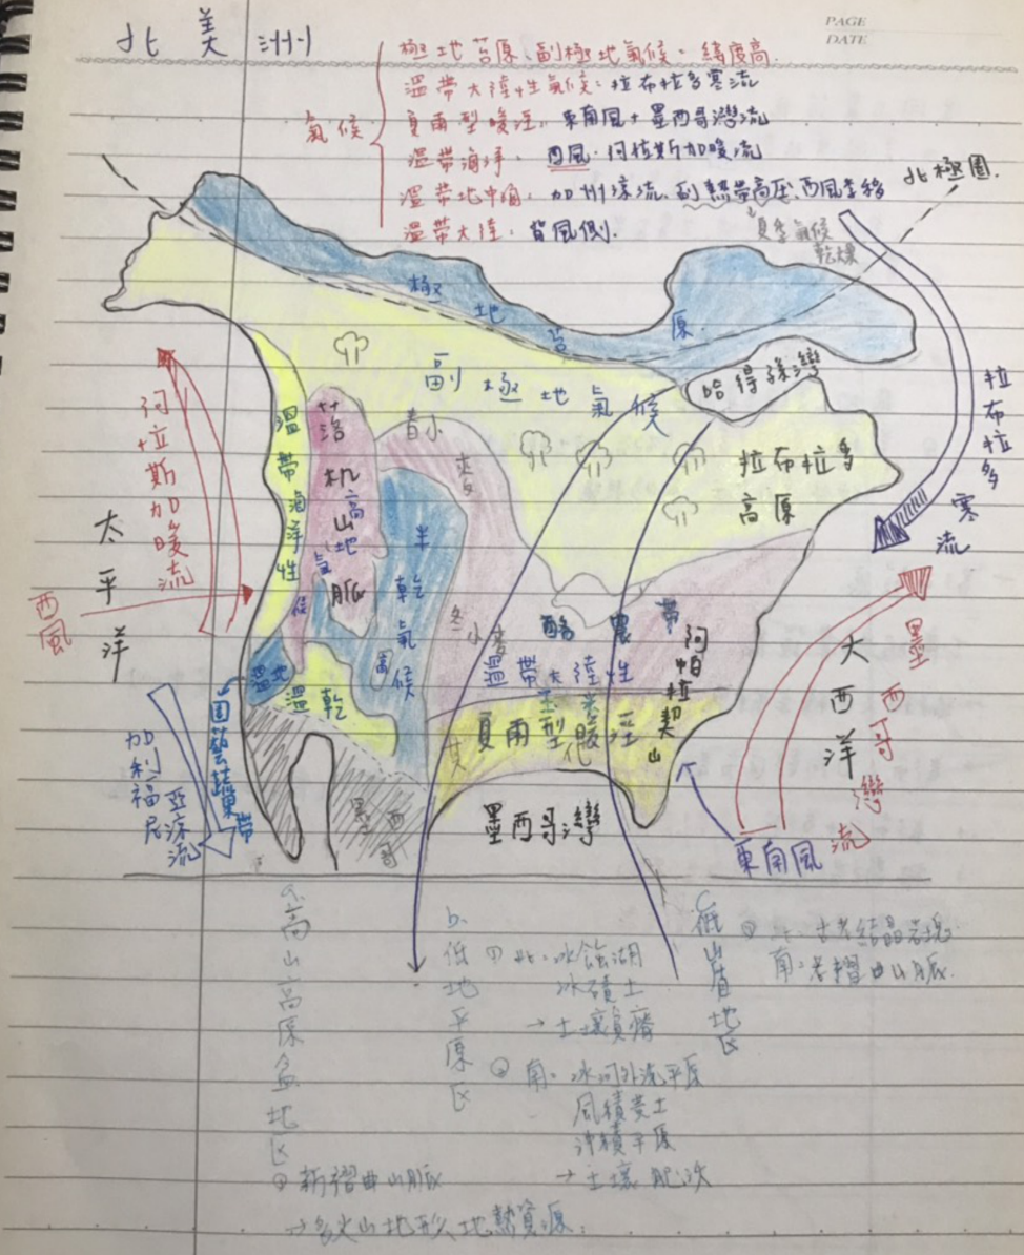 PAGE
DATE
北美洲
氣候
極地苔原、副極地氣候：緯度高
溫帶大陸性氣候：拉布拉多寒流
夏雨型暖溼：東南風+墨西哥灣流
溫帶海洋：西風、阿拉斯加暖流
溫帶地中海：加州涼流、副熱帶高壓、西風季移
夏季氣候
乾燥
溫帶大陸：背風側.
北極圈.
極地苔原
副極地氣候
哈得孫灣
拉布拉多
高原
拉布拉多寒流
阿拉斯加暖流
太平洋
西風
溫帶海洋性
落機山脈
高地氣候
春小麥
半乾氣候
冬小麥
酪農帶
溫帶大陸性
玉米
阿帕拉契山
夏雨型暖溼
溫地
溫乾
園藝蔬果帶
加利福尼亞涼流
墨西哥
墨西哥灣
大西洋
墨西哥灣流
東南風
a.高山高原盆地區
① 新褶曲山脈
→多火山地形、地熱資源.
b.低地平原區
① 北：冰蝕湖
冰磧土
→土壤貧瘠
② 南：冰河外洗平原
風積黃土
沖積平原
→土壤肥沃
c.低山盾地區
① 北：古老結晶岩塊
南：老褶曲山脈.